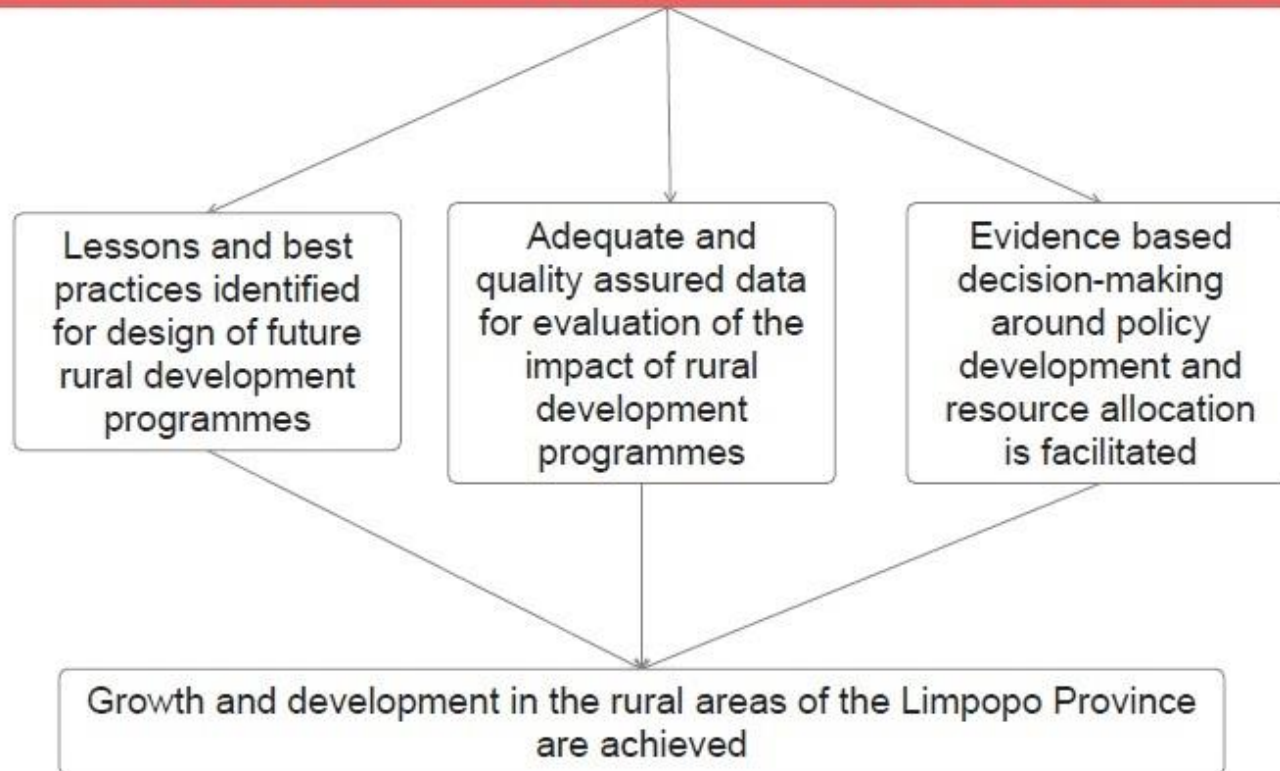 Lessons and best
practices identified
for design of future
rural development
programmes
Adequate and
quality assured data
for evaluation of the
impact of rural
development
programmes
Evidence based
decision-making
around policy
development and
resource allocation
is facilitated
Growth and development in the rural areas of the Limpopo Province
are achieved